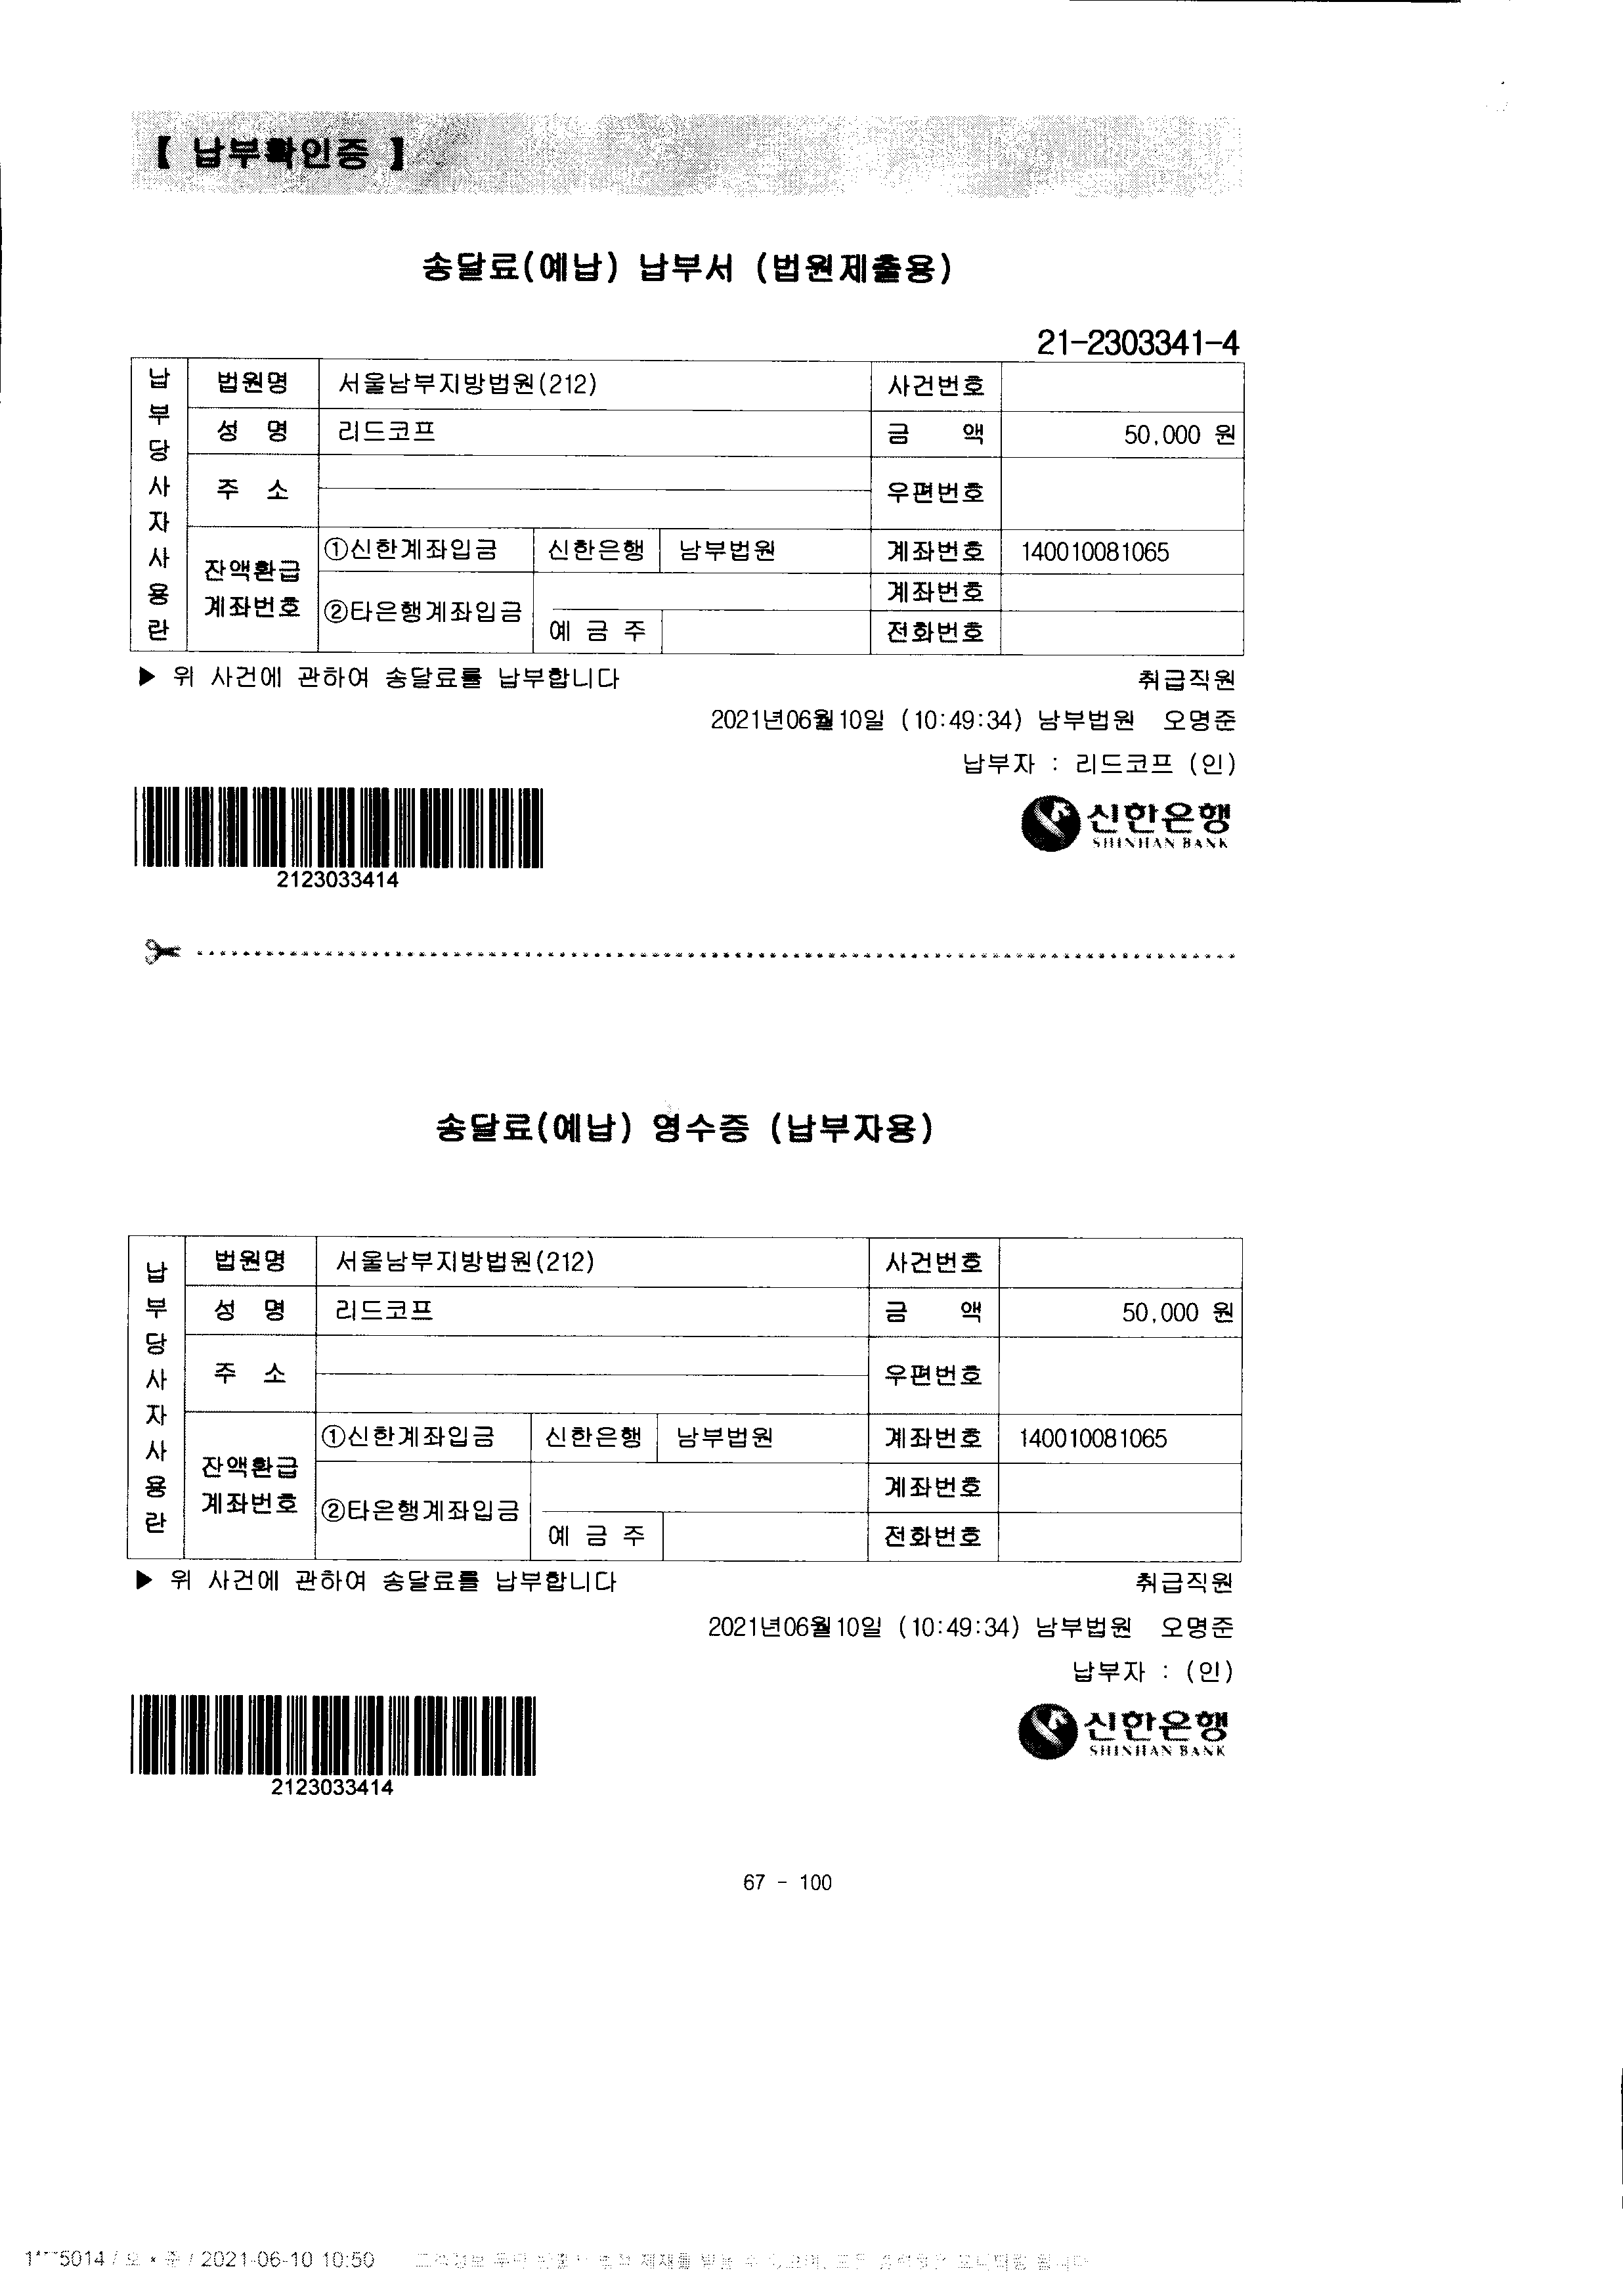 【 납부확인증 】
송달료(예납) 납부서 (법원제출용)
21-2303341-4
납부당사자사용란
법원명 서울남부지방법원(212) 사건번호
성 명 리드코프 금 액 50,000 원
주 소 우편번호
잔액환급 계좌번호 ①신한계좌입금 신한은행 남부법원 계좌번호 140010081065
②타은행계좌입금 계좌번호
예 금 주 전화번호
▶ 위 사건에 관하여 송달료를 납부합니다 취급직원
2021년06월10일 (10:49:34) 남부법원 오명준
납부자 : 리드코프 (인)
신한은행
SHINHAN BANK
2123033414
송달료(예납) 영수증 (납부자용)
납부당사자사용란
법원명 서울남부지방법원(212) 사건번호
성 명 리드코프 금 액 50,000 원
주 소 우편번호
잔액환급 계좌번호 ①신한계좌입금 신한은행 남부법원 계좌번호 140010081065
②타은행계좌입금 계좌번호
예 금 주 전화번호
▶ 위 사건에 관하여 송달료를 납부합니다 취급직원
2021년06월10일 (10:49:34) 남부법원 오명준
납부자 : (인)
신한은행
SHINHAN BANK
2123033414
67 - 100
1***5014 / 오 * 준 / 2021-06-10 10:50